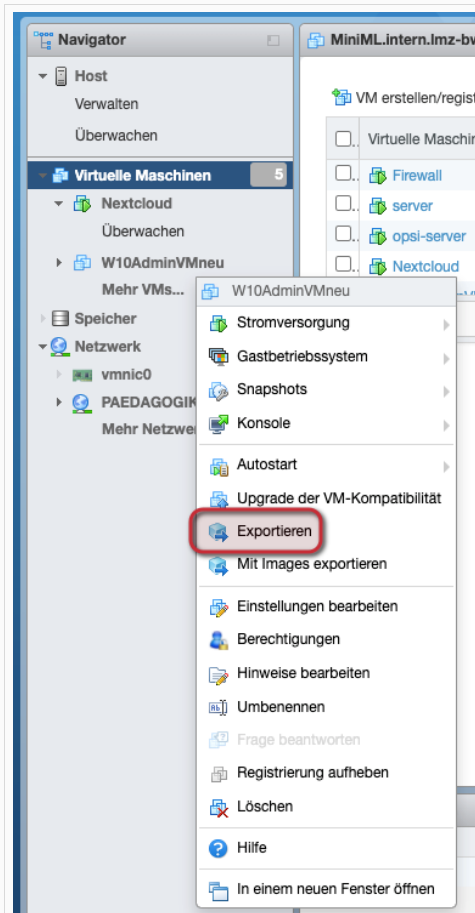 Navigator
Host
Verwalten
Überwachen
Virtuelle Maschinen 5
Nextcloud
Überwachen
W10AdminVMneu
Mehr VMs...
Speicher
Netzwerk
vmnic0
PAEDAGOGIK
Mehr Netzwe
MiniML.intern.lmz-bw
VM erstellen/regist
Virtuelle Maschin
Firewall
server
opsi-server
Nextcloud
W10AdminVMneu
Stromversorgung
Gastbetriebssystem
Snapshots
Konsole
Autostart
Upgrade der VM-Kompatibilität
Exportieren
Mit Images exportieren
Einstellungen bearbeiten
Berechtigungen
Hinweise bearbeiten
Umbenennen
Frage beantworten
Registrierung aufheben
Löschen
Hilfe
In einem neuen Fenster öffnen